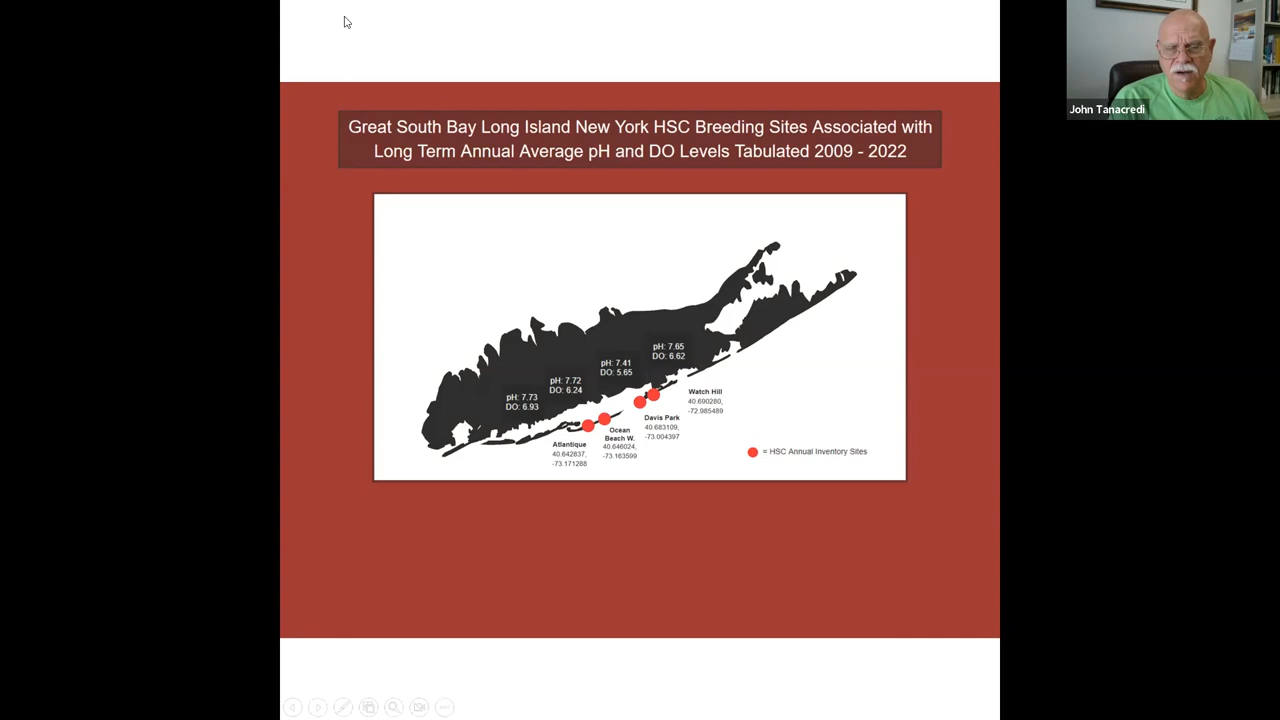 John Tanacredi
Great South Bay Long Island New York HSC Breeding Sites Associated with
Long Term Annual Average pH and DO Levels Tabulated 2009 - 2022
pH: 7.65
DO: 6.62
pH: 7.41
DO: 5.65
pH: 7.72
DO: 6.24
pH: 7.73
DO: 6.93
Watch Hill
40.690280,
-72.985489
Davis Park
40.683109,
-73.004397
Ocean
Beach W.
40.646024,
-73.163599
Atlantique
40.642837,
-73.171288
= HSC Annual Inventory Sites